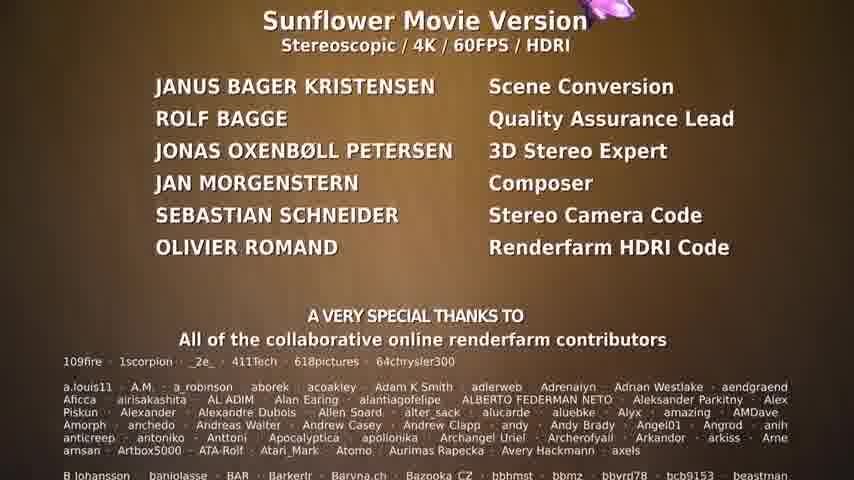 Sunflower Movie Version
Stereoscopic / 4K / 60FPS / HDRI
JANUS BAGER KRISTENSEN Scene Conversion
ROLF BAGGE Quality Assurance Lead
JONAS OXENBØLL PETERSEN 3D Stereo Expert
JAN MORGENSTERN Composer
SEBASTIAN SCHNEIDER Stereo Camera Code
OLIVIER ROMAND Renderfarm HDRI Code
A VERY SPECIAL THANKS TO
All of the collaborative online renderfarm contributors
109fire · 1scorpion · _2e_ · 411Tech · 618pictures · 64chrysler300
a.louis11 · A.M. · a_robinson · aborek · acoakley · Adam K Smith · adlerweb · Adrenalyn · Adrian Westlake · aendgraend
Aficca · airisakashita · AL ADIM · Alan Earing · alantiagofelipe · ALBERTO FEDERMAN NETO · Aleksander Parkitny · Alex
Piskun · Alexander · Alexandre Dubois · Allen Soard · alter_sack · alucarde · aluebke · Alyx · amazing · AMDave
Amorph · anchedo · Andreas Walter · Andrew Casey · Andrew Clapp · andy · Andy Brady · Angel01 · Angrod · anih
anticreep · antoniko · Anttoni · Apocalyptica · apolionika · Archangel Uriel · Archerofyail · Arkandor · arkiss · Arne
arnsan · Artbox5000 · ATA-Rolf · Atari_Mark · Atomo · Aurimas Rapecka · Avery Hackmann · axels
B Johansson · banjolasse · BAR · Barkerlr · Baryna.ch · Bazooka CZ · bbhmst · bbmz · bbyrd78 · bcb9153 · beastman